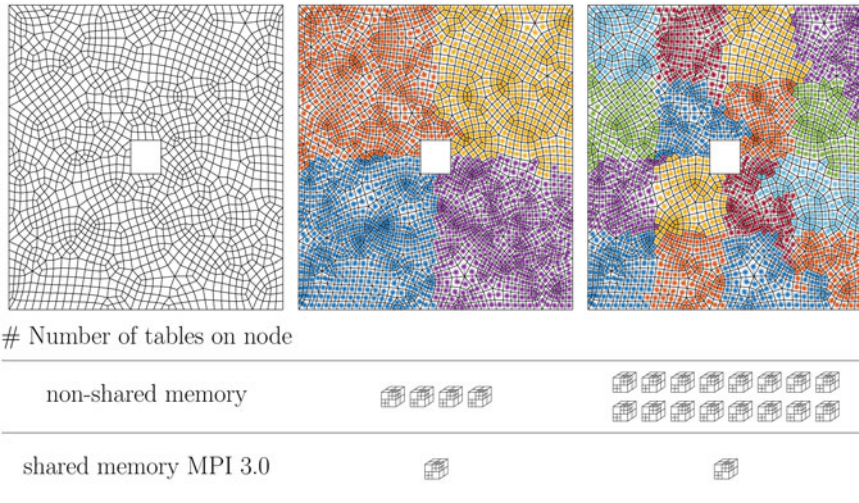 # Number of tables on node
non-shared memory
shared memory MPI 3.0